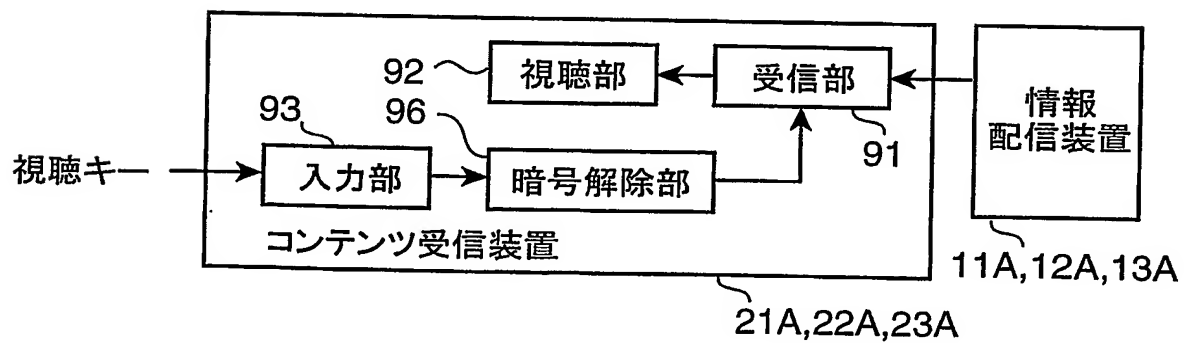 92
視聴部
受信部
91
情報
配信装置
93
96
視聴キー
入力部
暗号解除部
コンテンツ受信装置
11A,12A,13A
21A,22A,23A